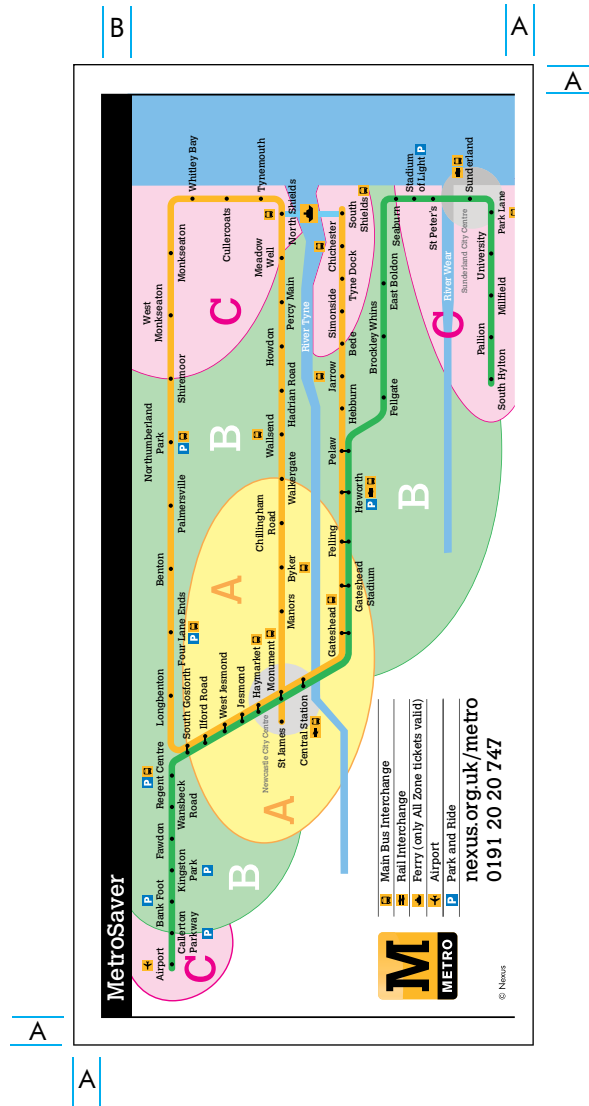 B
A
A
A
A
MetroSaver
Airport
Callerton
Parkway
Bank Foot
Kingston
Park
Fawdon
Wansbeck
Road
Regent Centre
South Gosforth
Longbenton
Four Lane Ends
Benton
Palmersville
Northumberland
Park
Shiremoor
West
Monkseaton
Monkseaton
Whitley Bay
Cullercoats
Tynemouth
North Shields
Meadow
Well
Percy Main
Howdon
Hadrian Road
Wallsend
Walkergate
Chillingham
Road
Byker
Manors
Monument
Haymarket
Jesmond
West Jesmond
Ilford Road
Newcastle City Centre
St James
Central Station
Gateshead
Gateshead
Stadium
Felling
Heworth
Pelaw
Hebburn
Jarrow
Bede
Simonside
Tyne Dock
Chichester
South
Shields
Fellgate
Brockley Whins
East Boldon
Seaburn
Stadium
of Light
St Peter's
Sunderland
Sunderland City Centre
Park Lane
University
Millfield
Pallion
South Hylton
River Tyne
River Wear
C
B
A
A
B
C
B
C
P
P
P
P
P
P
P
P
Main Bus Interchange
Rail Interchange
Ferry (only All Zone tickets valid)
Airport
P Park and Ride
nexus.org.uk/metro
0191 20 20 747
M
METRO
© Nexus